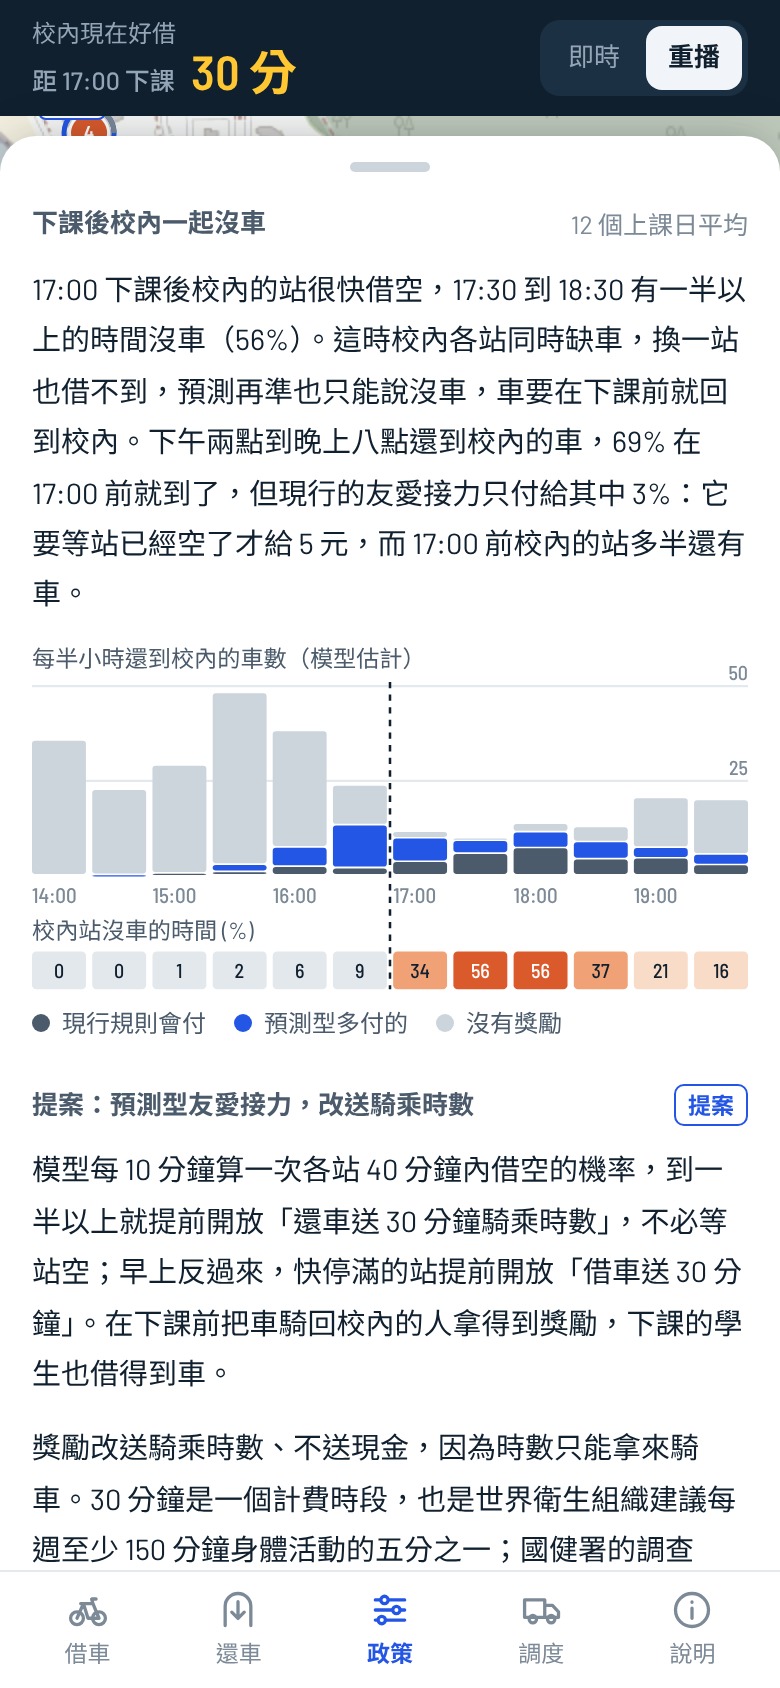 校內現在好借
距 17:00 下課 30 分
即時
重播
4
下課後校內一起沒車
12 個上課日平均
17:00 下課後校內的站很快借空，17:30 到 18:30 有一半以
上的時間沒車（56%）。這時校內各站同時缺車，換一站
也借不到，預測再準也只能說沒車，車要在下課前就回
到校內。下午兩點到晚上八點還到校內的車，69% 在
17:00 前就到了，但現行的友愛接力只付給其中 3%：它
要等站已經空了才給 5 元，而 17:00 前校內的站多半還有
車。
每半小時還到校內的車數（模型估計）
50
25
14:00 15:00 16:00 17:00 18:00 19:00
校內站沒車的時間 (%)
0 0 1 2 6 9 34 56 56 37 21 16
現行規則會付 預測型多付的 沒有獎勵
提案：預測型友愛接力，改送騎乘時數
提案
模型每 10 分鐘算一次各站 40 分鐘內借空的機率，到一
半以上就提前開放「還車送 30 分鐘騎乘時數」，不必等
站空；早上反過來，快停滿的站提前開放「借車送 30 分
鐘」。在下課前把車騎回校內的人拿得到獎勵，下課的學
生也借得到車。
獎勵改送騎乘時數、不送現金，因為時數只能拿來騎
車。30 分鐘是一個計費時段，也是世界衛生組織建議每
週至少 150 分鐘身體活動的五分之一；國健署的調查
借車
還車
政策
調度
說明